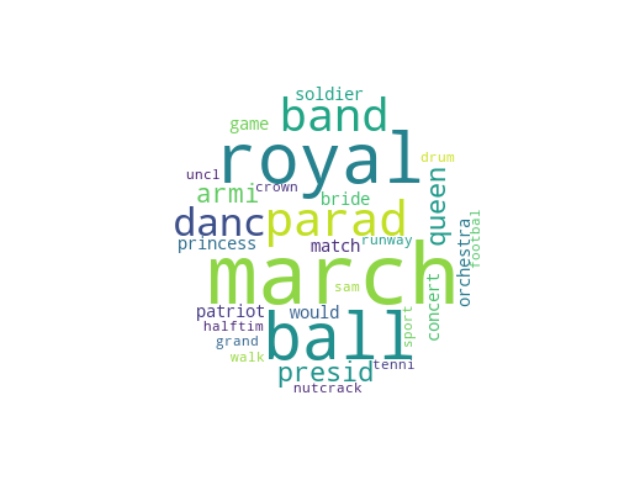 soldier
band
game
royal
drum
uncl
crown
armi
bride
queen
danc
parad
princess
match
runway
footbal
orchestra
march
sam
concert
patriot
would
sport
halftim
ball
grand
walk
presid
tenni
nutcrack